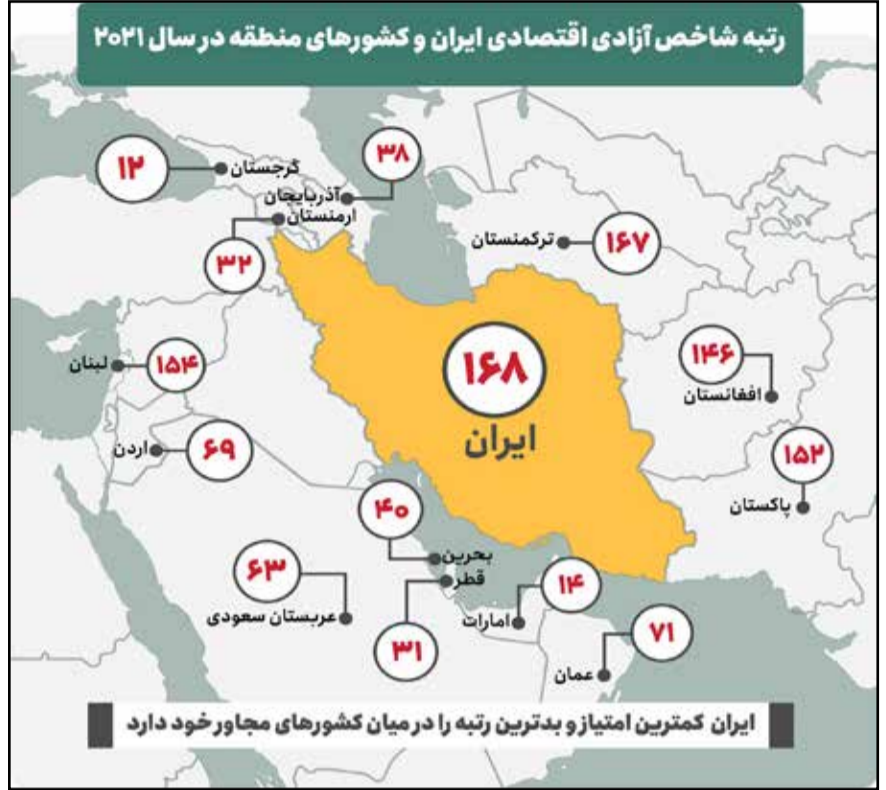 رتبه شاخص آزادی اقتصادی ایران و کشورهای منطقه در سال ۲۰۲۱
۱۲
گرجستان
۳۸
آذربایجان
ارمنستان
۳۲
ترکمنستان
۱۶۷
لبنان
۱۵۴
۱۶۸
ایران
۱۴۶
افغانستان
اردن
۶۹
۱۵۲
پاکستان
۴۰
بحرین
قطر
۳۱
۶۳
عربستان سعودی
۱۴
امارات
۷۱
عمان
ایران کمترین امتیاز و بدترین رتبه را در میان کشورهای مجاور خود دارد